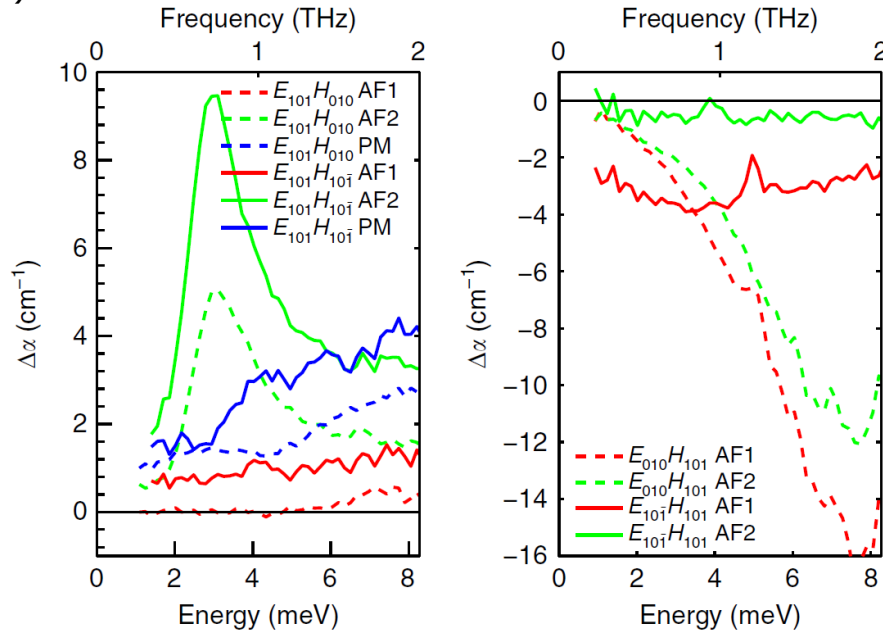 )
Frequency (THz)
0 1 2
10
8
6
4
2
0
Δα (cm⁻¹)
E₁₀₁H₀₁₀ AF1
E₁₀₁H₀₁₀ AF2
E₁₀₁H₀₁₀ PM
E₁₀₁H₁₀1̄ AF1
E₁₀₁H₁₀1̄ AF2
E₁₀₁H₁₀1̄ PM
0 2 4 6 8
Energy (meV)
Frequency (THz)
0 1 2
0
−2
−4
−6
−8
−10
−12
−14
−16
Δα (cm⁻¹)
E₀₁₀H₁₀₁ AF1
E₀₁₀H₁₀₁ AF2
E₁₀1̄H₁₀₁ AF1
E₁₀1̄H₁₀₁ AF2
0 2 4 6 8
Energy (meV)